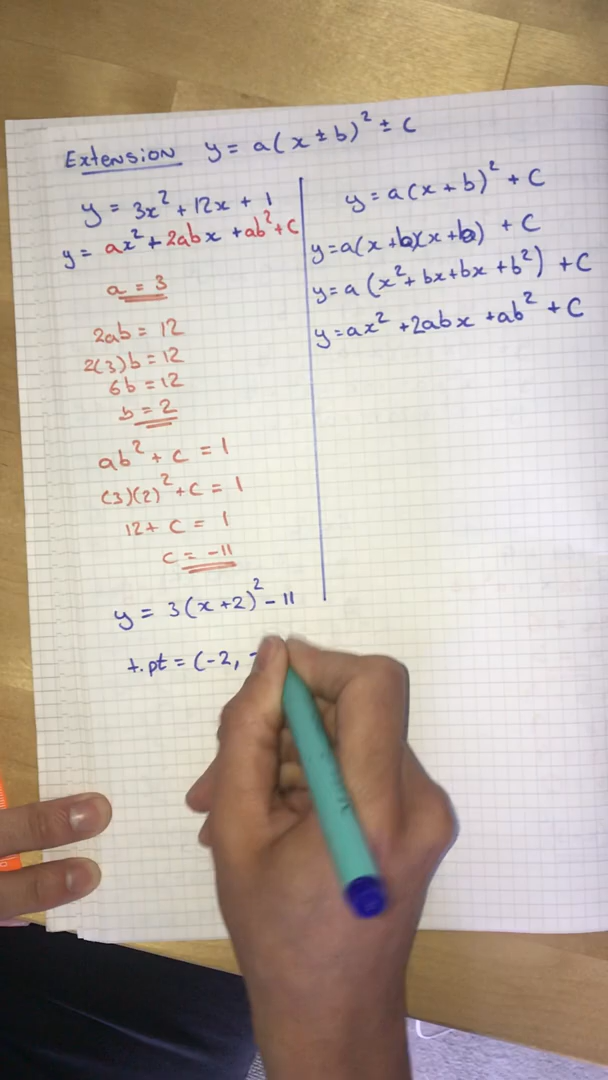 Extension y = a(x ± b)² ± c
y = 3x² + 12x + 1
y = ax² + 2abx + ab² + c
a = 3
2ab = 12
2(3)b = 12
6b = 12
b = 2
ab² + c = 1
(3)(2)² + c = 1
12 + c = 1
c = -11
y = 3(x+2)² - 11
t.pt = (-2, -
y = a(x + b)² + c
y = a(x + b)(x + b) + c
y = a(x² + bx + bx + b²) + c
y = ax² + 2abx + ab² + c